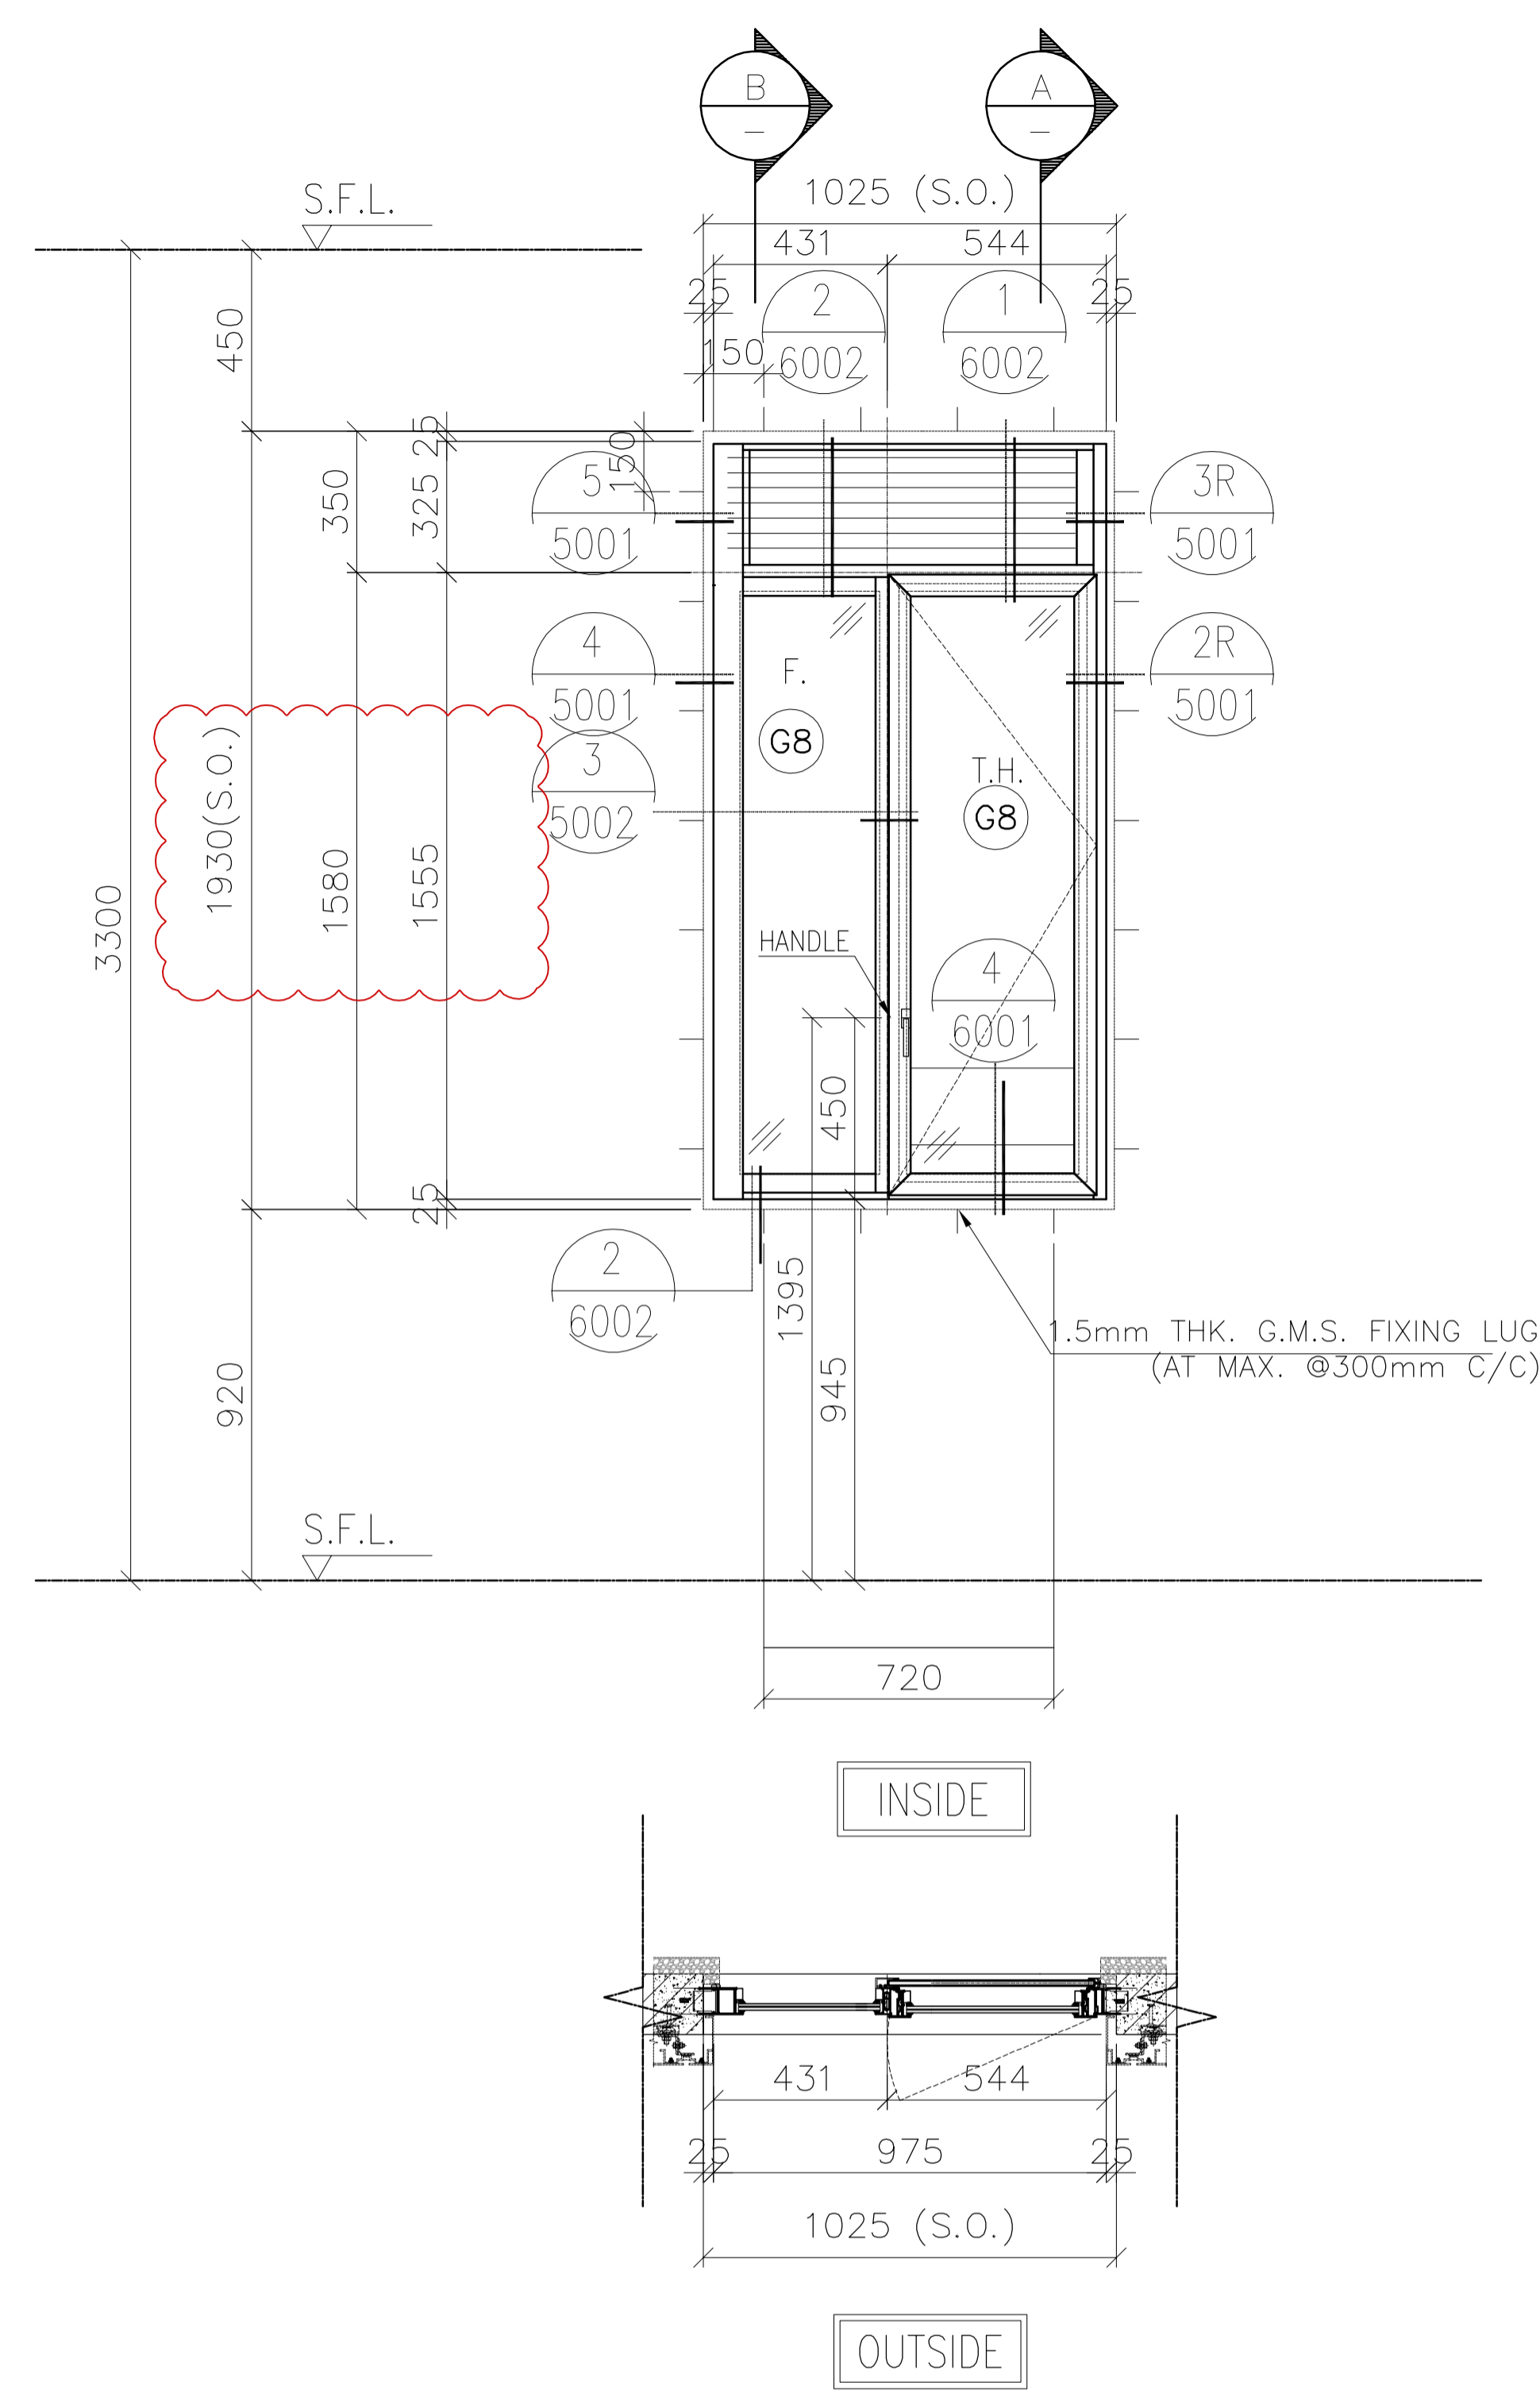 B
–
A
–
S.F.L.
1025 (S.O.)
431
544
25
25
2
6002
1
6002
150
450
25
325
350
150
5
5001
3R
5001
4
5001
2R
5001
F.
G8
3
5002
T.H.
G8
1930(S.O.)
1580
1555
3300
HANDLE
4
6001
450
25
2
6002
1395
945
920
1.5mm THK. G.M.S. FIXING LUG
(AT MAX. @300mm C/C)
S.F.L.
720
INSIDE
431
544
25
975
25
1025 (S.O.)
OUTSIDE